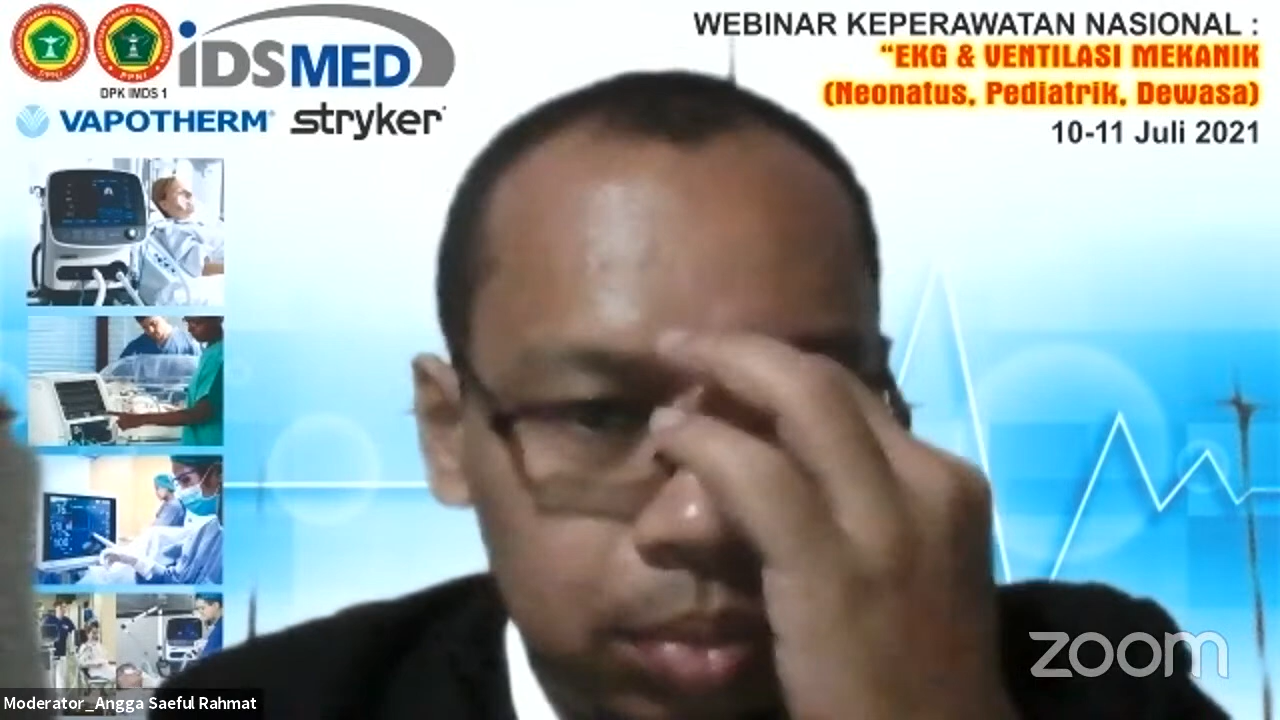 iDSMED
DPK IMDS 1
VAPOTHERM
stryker
WEBINAR KEPERAWATAN NASIONAL :
"EKG & VENTILASI MEKANIK
(Neonatus, Pediatrik, Dewasa)
10-11 Juli 2021
PPNI
zoom
Moderator_Angga Saeful Rahmat